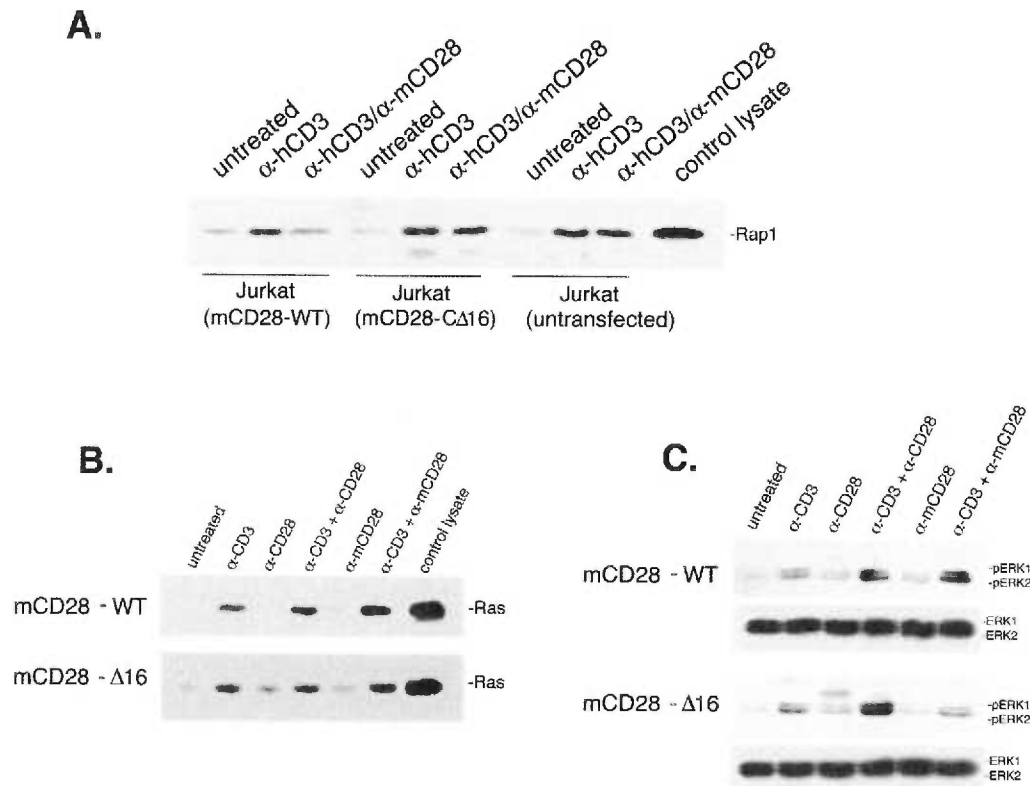 A.
untreated
α-hCD3
α-hCD3/α-mCD28
untreated
α-hCD3
α-hCD3/α-mCD28
untreated
α-hCD3
α-hCD3/α-mCD28
control lysate
-Rap1
Jurkat
(mCD28-WT)
Jurkat
(mCD28-CΔ16)
Jurkat
(untransfected)
B.
untreated
α-CD3
α-CD28
α-CD3 + α-CD28
α-mCD28
α-CD3 + α-mCD28
control lysate
mCD28 - WT
-Ras
mCD28 - Δ16
-Ras
C.
untreated
α-CD3
α-CD28
α-CD3 + α-CD28
α-mCD28
α-CD3 + α-mCD28
mCD28 - WT
-pERK1
-pERK2
-ERK1
ERK2
mCD28 - Δ16
-pERK1
-pERK2
-ERK1
ERK2